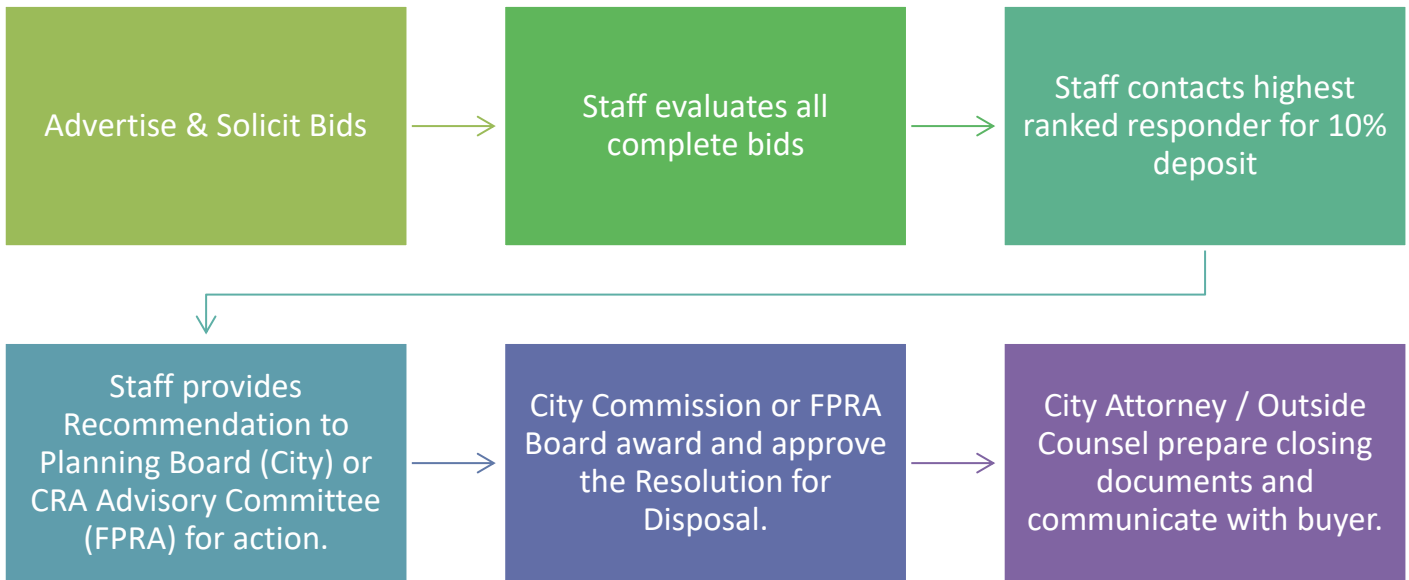 Advertise & Solicit Bids
Staff evaluates all
complete bids
Staff contacts highest
ranked responder for 10%
deposit
Staff provides
Recommendation to
Planning Board (City) or
CRA Advisory Committee
(FPRA) for action.
City Commission or FPRA
Board award and approve
the Resolution for
Disposal.
City Attorney / Outside
Counsel prepare closing
documents and
communicate with buyer.